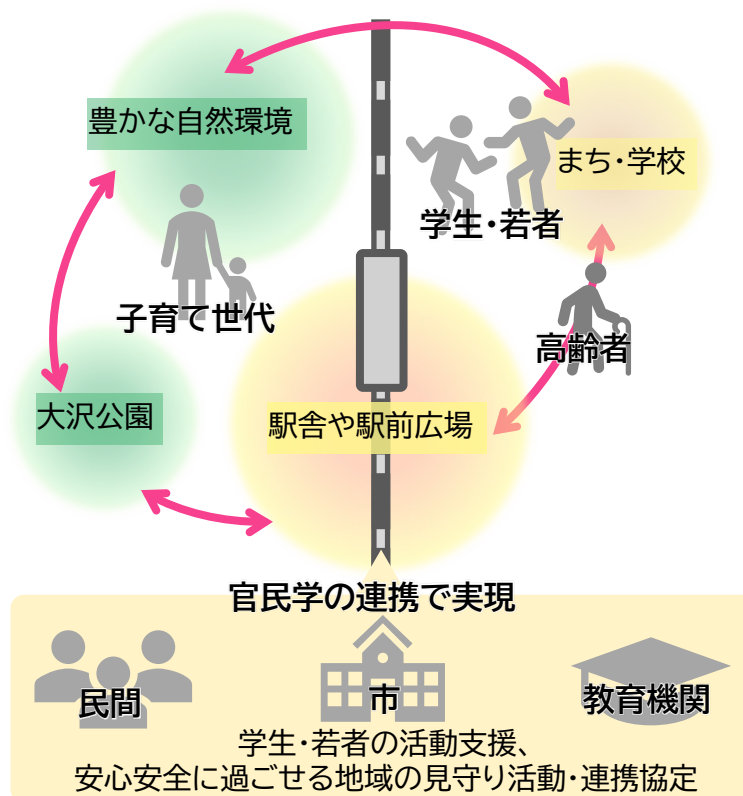 豊かな自然環境
まち・学校
学生・若者
子育て世代
高齢者
大沢公園
駅舎や駅前広場
官民学の連携で実現
民間
市
教育機関
学生・若者の活動支援、
安心安全に過ごせる地域の見守り活動・連携協定